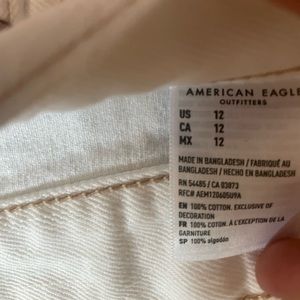 AMERICAN EAGLE
OUTFITTERS
US 12
CA 12
MX 12
MADE IN BANGLADESH / FABRIQUÉ AU
BANGLADESH / HECHO EN BANGLADESH
RN 54485 / CA 03873
RFC# AEM120605U9A
EN 100% COTTON. EXCLUSIVE OF
DECORATION
FR 100% COTON. À L'EXCEPTION DE LA
GARNITURE
SP 100% algodón